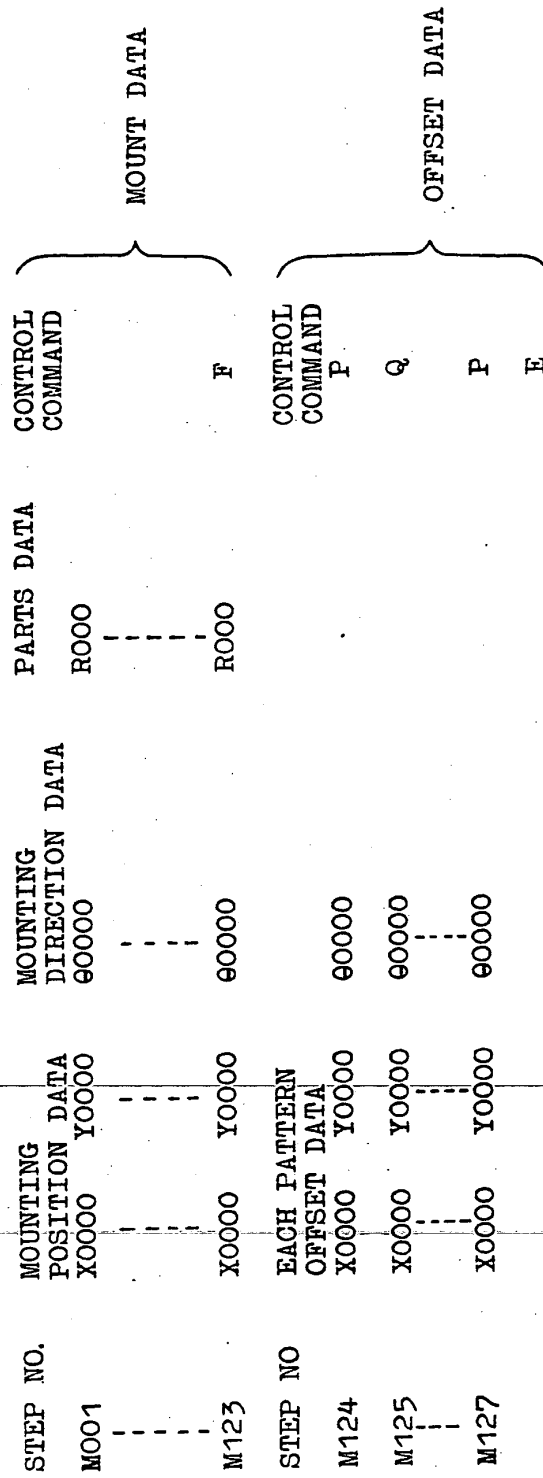 STEP NO. MOUNTING MOUNTING PARTS DATA CONTROL
POSITION DATA DIRECTION DATA COMMAND
M001 X0000 Y0000 θ0000 R000
----- ---- ---- ---- ------ MOUNT DATA
M123 X0000 Y0000 θ0000 R000 F
STEP NO EACH PATTERN CONTROL
OFFSET DATA COMMAND
M124 X0000 Y0000 θ0000 P
M125 X0000 Y0000 θ0000 Q
--- ---- ---- ---- OFFSET DATA
M127 X0000 Y0000 θ0000 P
E